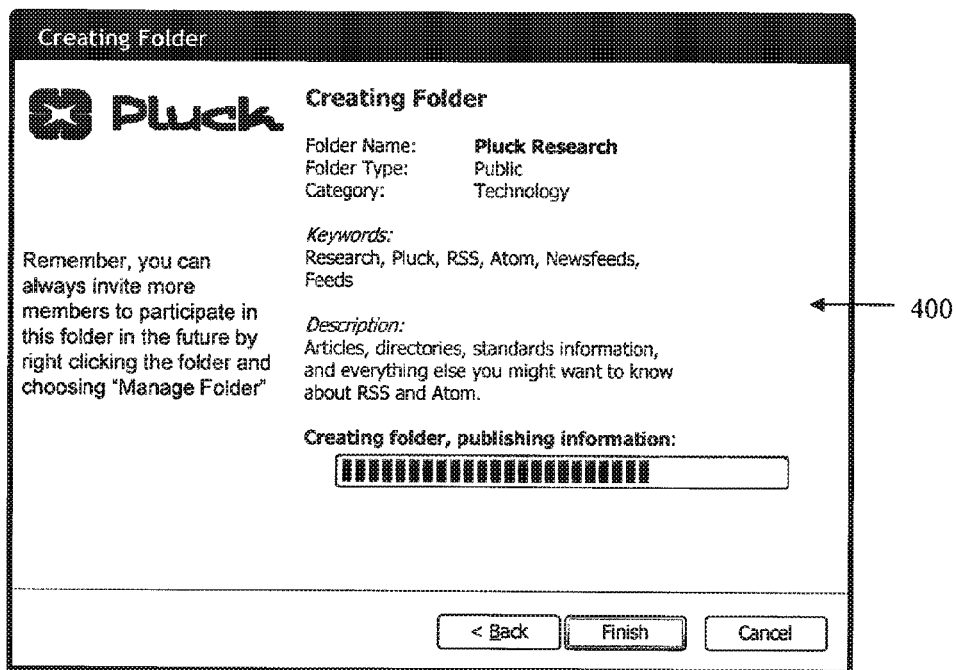 Creating Folder
Pluck
Creating Folder
Folder Name: Pluck Research
Folder Type: Public
Category: Technology
Keywords:
Research, Pluck, RSS, Atom, Newsfeeds,
Feeds
Remember, you can
always invite more
members to participate in
this folder in the future by
right clicking the folder and
choosing "Manage Folder"
Description:
Articles, directories, standards information,
and everything else you might want to know
about RSS and Atom.
Creating folder, publishing information:
< Back
Finish
Cancel
400